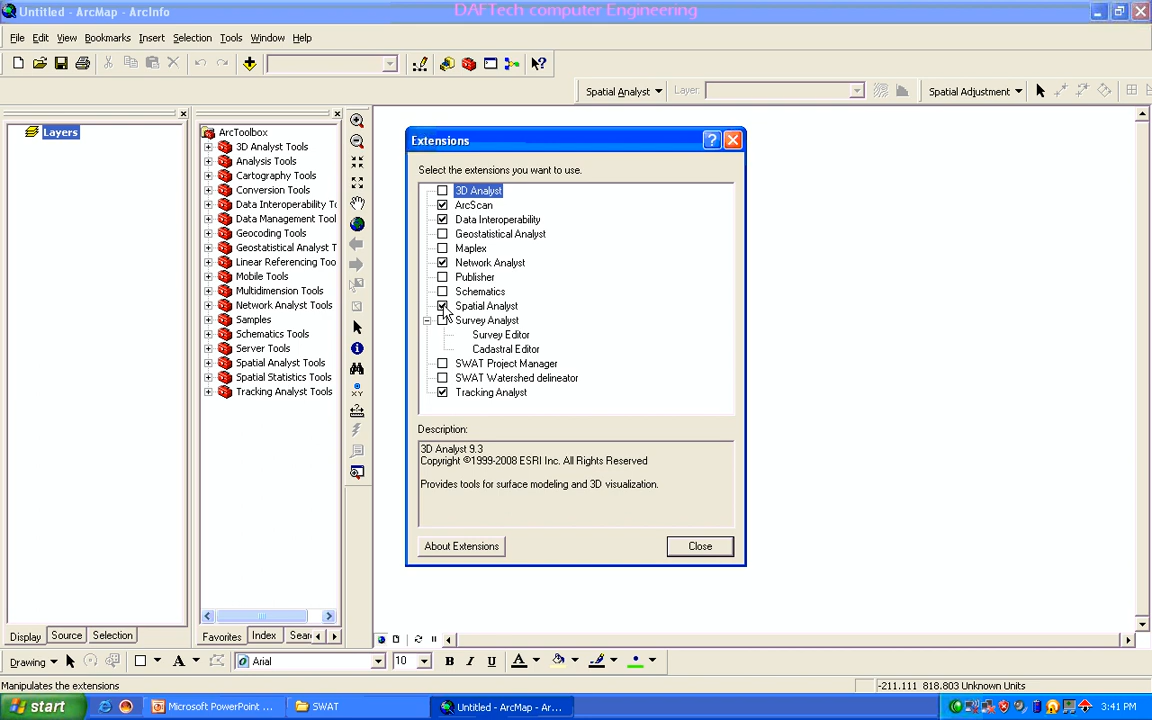 DAFTech computer Engineering
Untitled - ArcMap - ArcInfo
File Edit View Bookmarks Insert Selection Tools Window Help
Spatial Analyst Layer: Spatial Adjustment
Layers
Display Source Selection
ArcToolbox
3D Analyst Tools
Analysis Tools
Cartography Tools
Conversion Tools
Data Interoperability T
Data Management Tool
Geocoding Tools
Geostatistical Analyst T
Linear Referencing Too
Mobile Tools
Multidimension Tools
Network Analyst Tools
Samples
Schematics Tools
Server Tools
Spatial Analyst Tools
Spatial Statistics Tools
Tracking Analyst Tools
Favorites Index Sear
Extensions
Select the extensions you want to use.
3D Analyst
ArcScan
Data Interoperability
Geostatistical Analyst
Maplex
Network Analyst
Publisher
Schematics
Spatial Analyst
Survey Analyst
Survey Editor
Cadastral Editor
SWAT Project Manager
SWAT Watershed delineator
Tracking Analyst
Description:
3D Analyst 9.3
Copyright ©1999-2008 ESRI Inc. All Rights Reserved
Provides tools for surface modeling and 3D visualization.
About Extensions Close
Drawing A Arial 10 B I U A
Manipulates the extensions -211.111 818.803 Unknown Units
start Microsoft PowerPoint ... SWAT Untitled - ArcMap - Ar... 3:41 PM